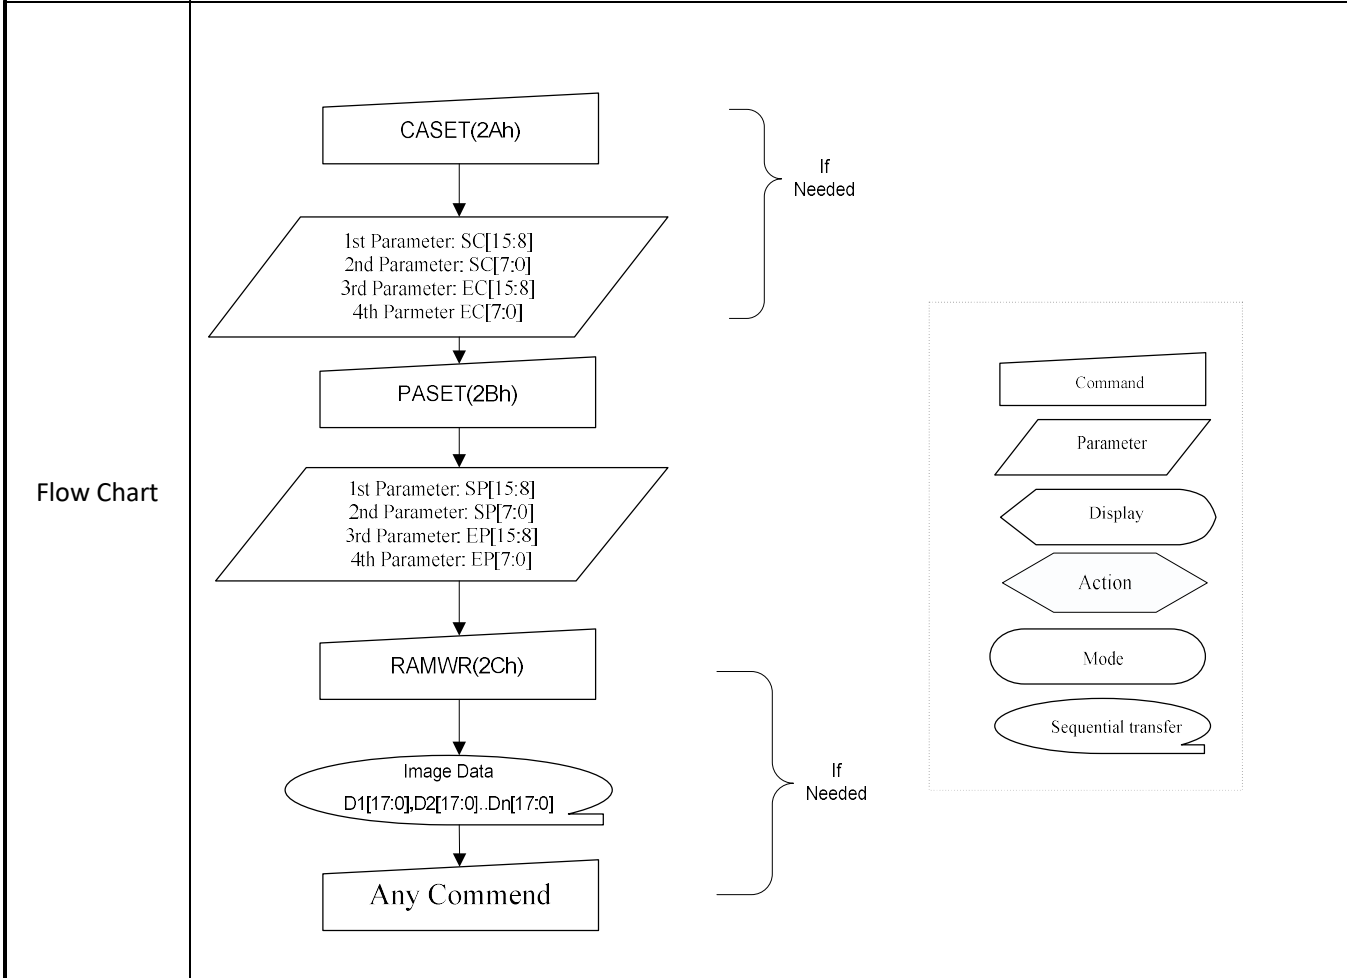 Flow Chart
CASET(2Ah)
1st Parameter: SC[15:8]
2nd Parameter: SC[7:0]
3rd Parameter: EC[15:8]
4th Parmeter EC[7:0]
If
Needed
PASET(2Bh)
1st Parameter: SP[15:8]
2nd Parameter: SP[7:0]
3rd Parameter: EP[15:8]
4th Parameter: EP[7:0]
RAMWR(2Ch)
Image Data
D1[17:0],D2[17:0]..Dn[17:0]
Any Commend
If
Needed
Command
Parameter
Display
Action
Mode
Sequential transfer